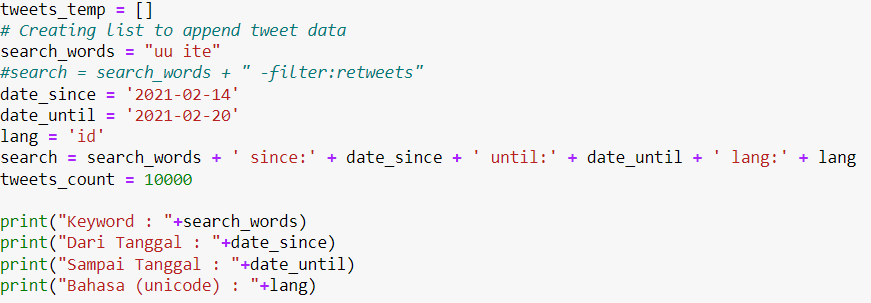 tweets_temp = []
# Creating list to append tweet data
search_words = "uu ite"
#search = search_words + " -filter:retweets"
date_since = '2021-02-14'
date_until = '2021-02-20'
lang = 'id'
search = search_words + ' since:' + date_since + ' until:' + date_until + ' lang:' + lang
tweets_count = 10000

print("Keyword : "+search_words)
print("Dari Tanggal : "+date_since)
print("Sampai Tanggal : "+date_until)
print("Bahasa (unicode) : "+lang)